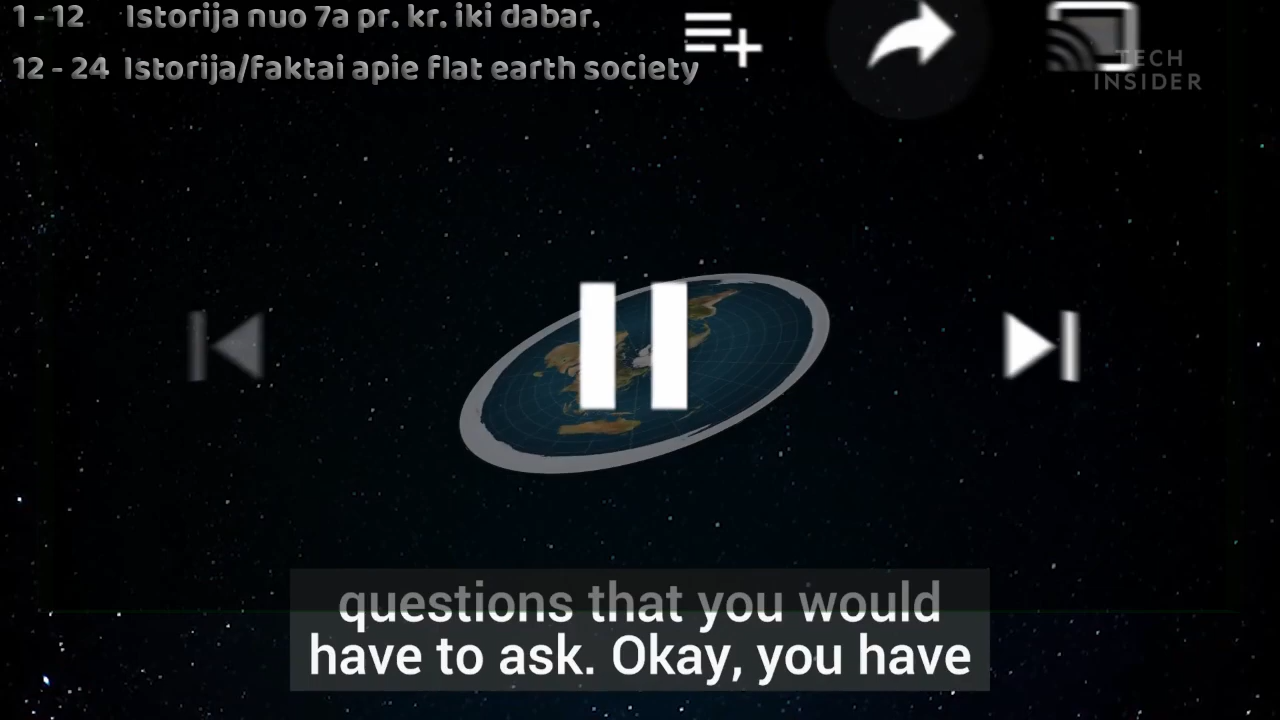 1 - 12 Istorija nuo 7a pr. kr. iki dabar.
12 - 24 Istorija/faktai apie flat earth society
TECH
INSIDER
questions that you would
have to ask. Okay, you have